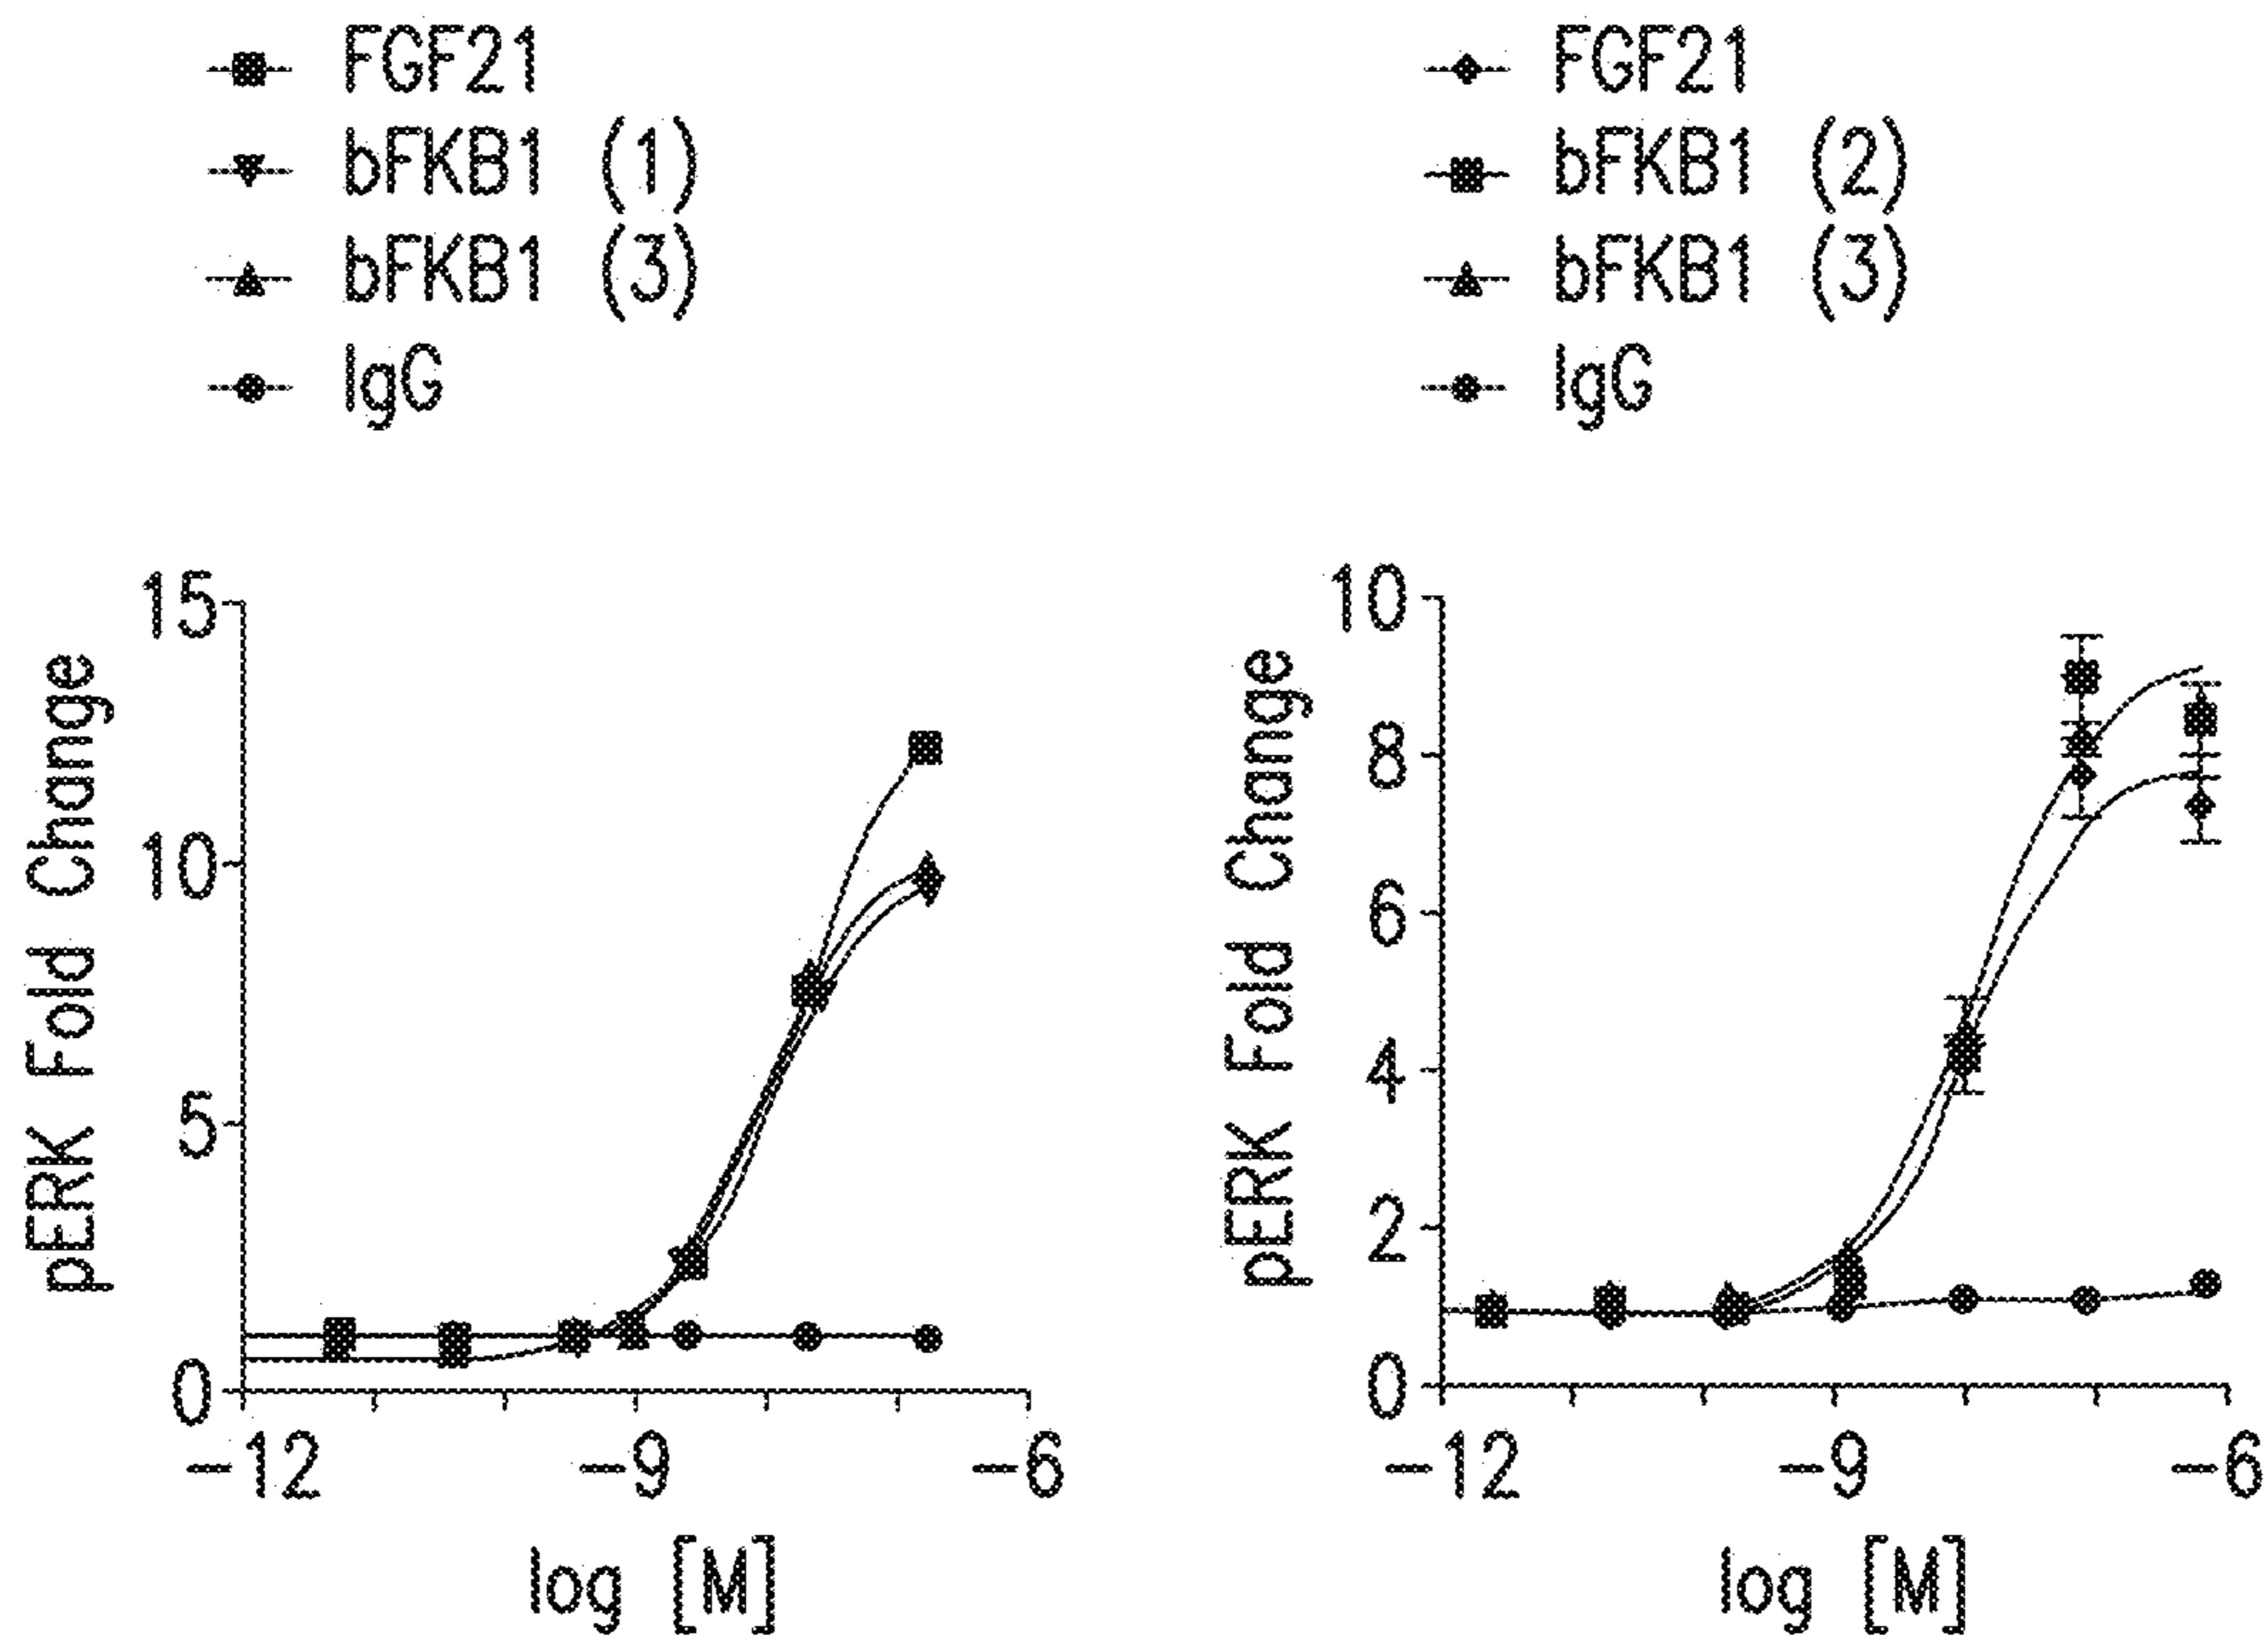 FGF21
bFKB1 (1)
bFKB1 (3)
IgG
pERK Fold Change
15
10
5
0
-12
-9
-6
log [M]
FGF21
bFKB1 (2)
bFKB1 (3)
IgG
pERK Fold Change
10
8
6
4
2
0
-12
-9
-6
log [M]